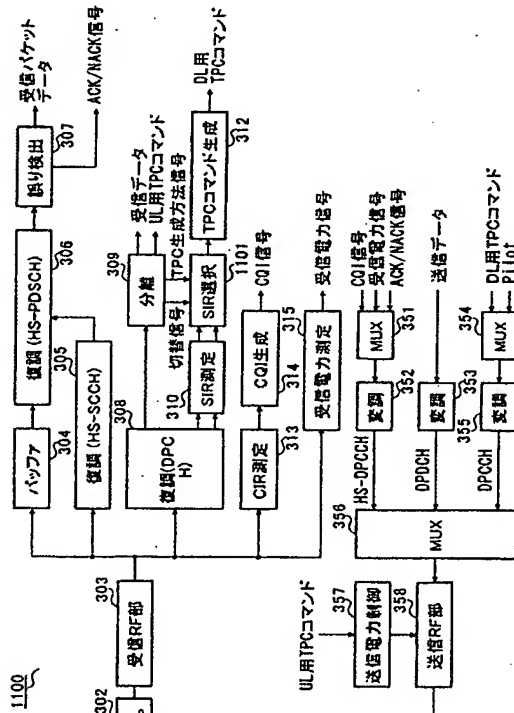 1100
302
303
受信RF部
304
バッファ
305
復調(HS-SCCH)
306
復調(HS-PDSCH)
307
誤り検出
受信パケット
データ
ACK/NACK信号
308
復調(DPC
H)
309
分離
受信データ
UL用TPCコマンド
TPC生成方法信号
切替信号
310
SIR測定
1101
SIR選択
312
TPCコマンド生成
DL用
TPCコマンド
313
CIR測定
314
CQI生成
CQI信号
315
受信電力測定
受信電力信号
CQI信号
受信電力信号
ACK/NACK信号
351
MUX
352
変調
HS-DPCCH
送信データ
353
変調
DPDCH
DL用TPCコマンド
Pilot
354
MUX
355
変調
DPCCH
356
MUX
UL用TPCコマンド
357
送信電力制御
358
送信RF部